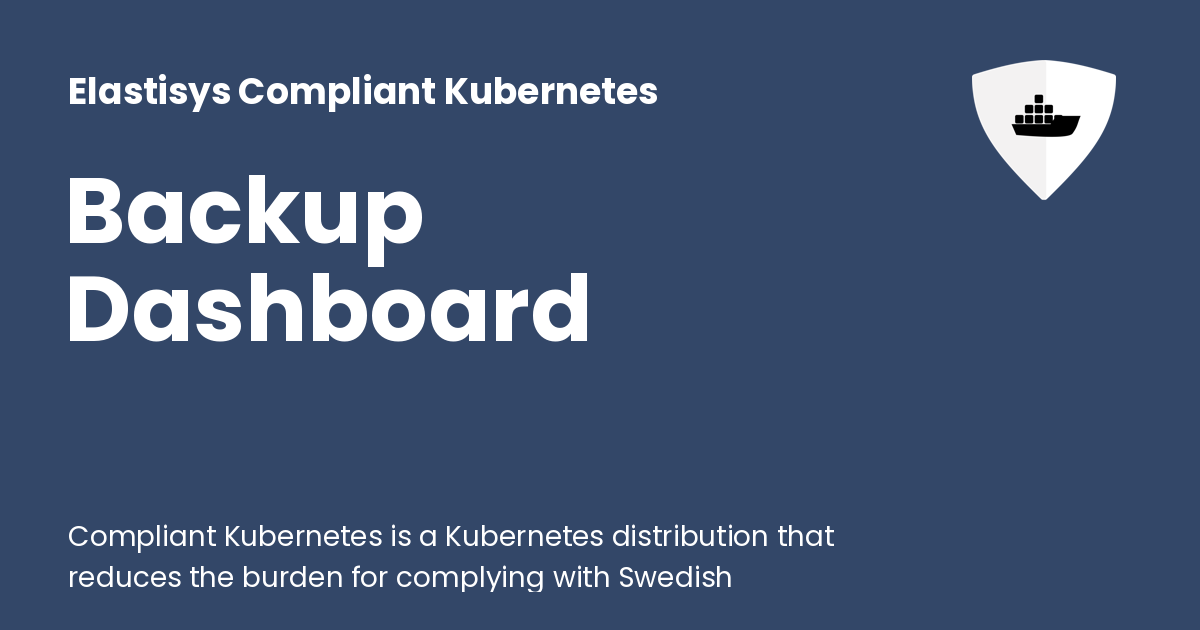 Elastisys Compliant Kubernetes
Backup
Dashboard
Compliant Kubernetes is a Kubernetes distribution that
reduces the burden for complying with Swedish